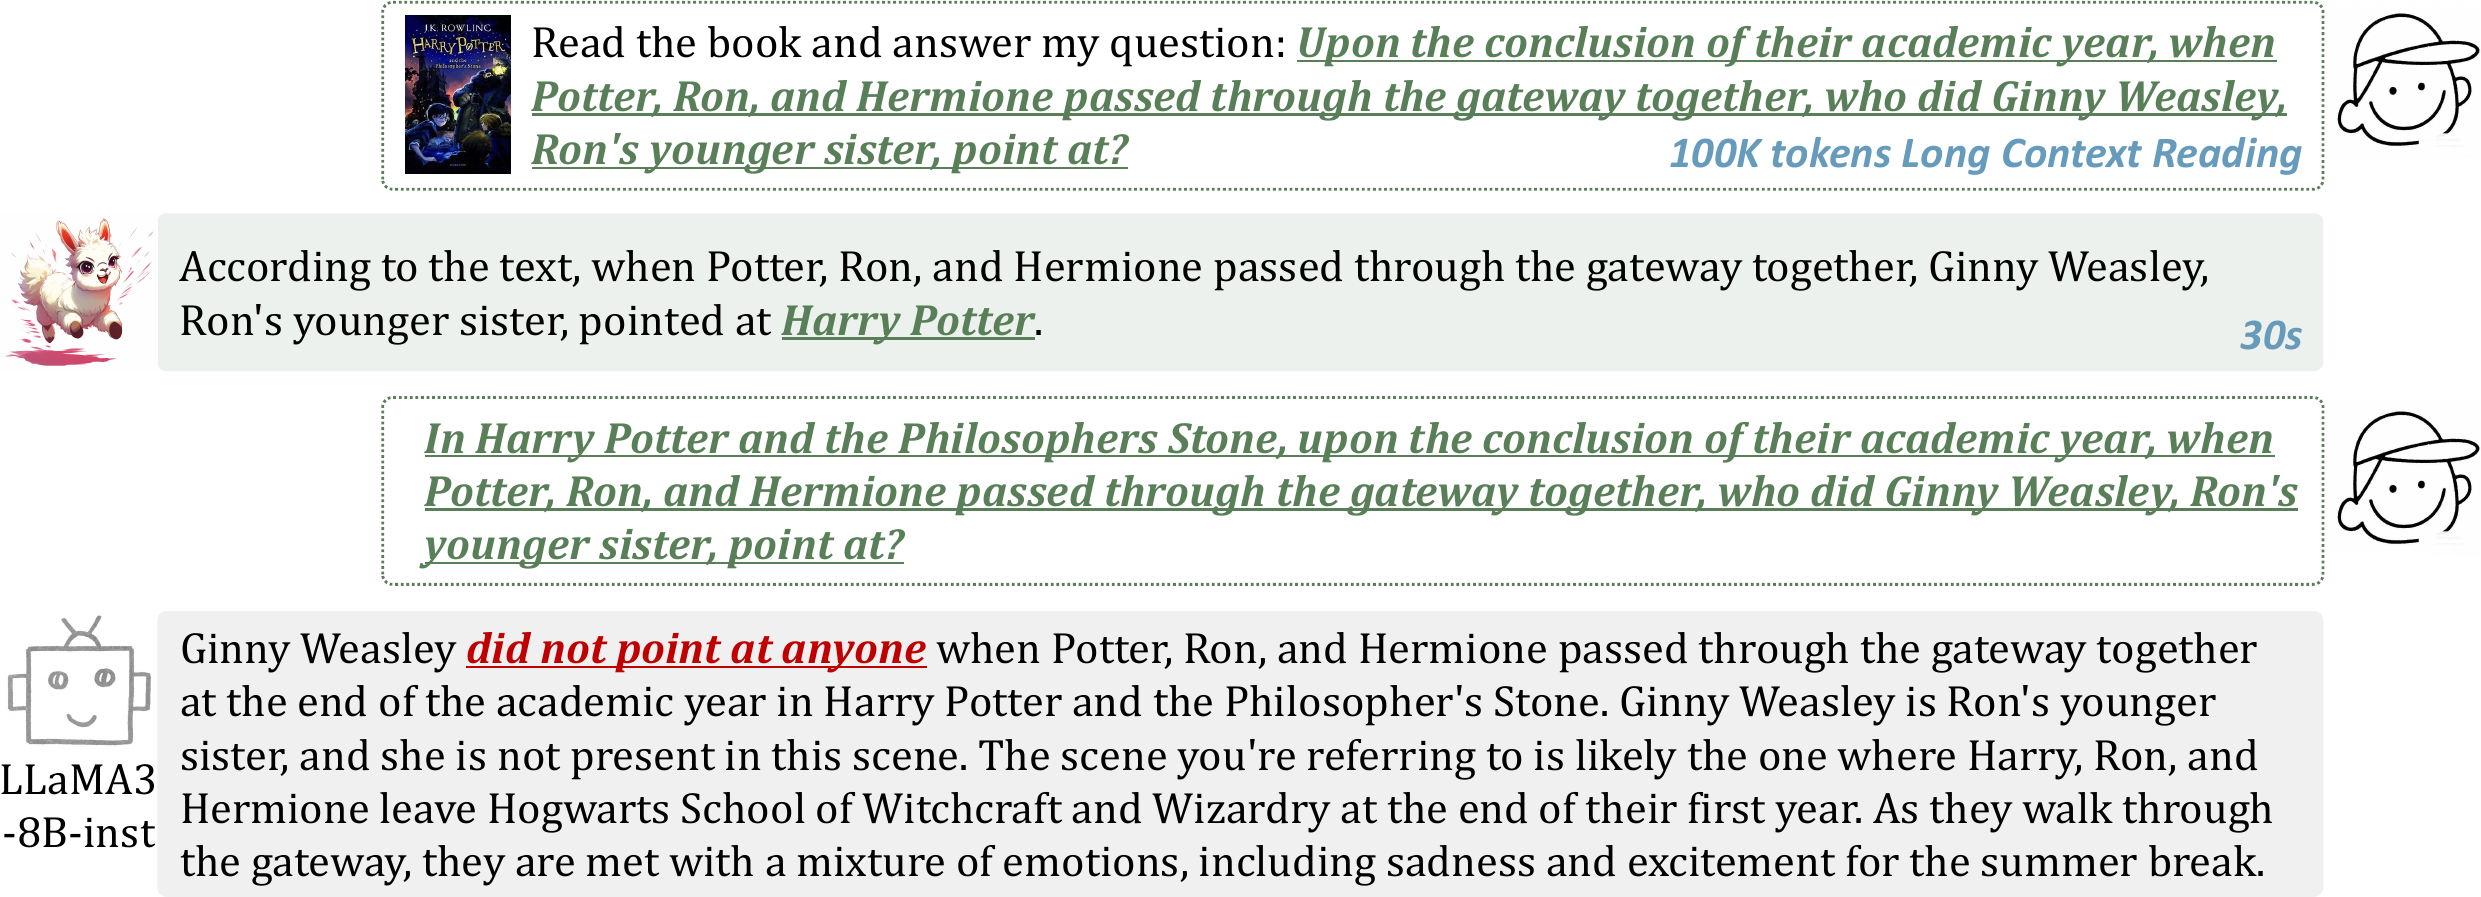 J.K. ROWLING
HARRY POTTER
and the
Philosopher's Stone
Read the book and answer my question: Upon the conclusion of their academic year, when
Potter, Ron, and Hermione passed through the gateway together, who did Ginny Weasley,
Ron's younger sister, point at?
100K tokens Long Context Reading
According to the text, when Potter, Ron, and Hermione passed through the gateway together, Ginny Weasley,
Ron's younger sister, pointed at Harry Potter.
30s
In Harry Potter and the Philosophers Stone, upon the conclusion of their academic year, when
Potter, Ron, and Hermione passed through the gateway together, who did Ginny Weasley, Ron's
younger sister, point at?
LLaMA3
-8B-inst
Ginny Weasley did not point at anyone when Potter, Ron, and Hermione passed through the gateway together
at the end of the academic year in Harry Potter and the Philosopher's Stone. Ginny Weasley is Ron's younger
sister, and she is not present in this scene. The scene you're referring to is likely the one where Harry, Ron, and
Hermione leave Hogwarts School of Witchcraft and Wizardry at the end of their first year. As they walk through
the gateway, they are met with a mixture of emotions, including sadness and excitement for the summer break.